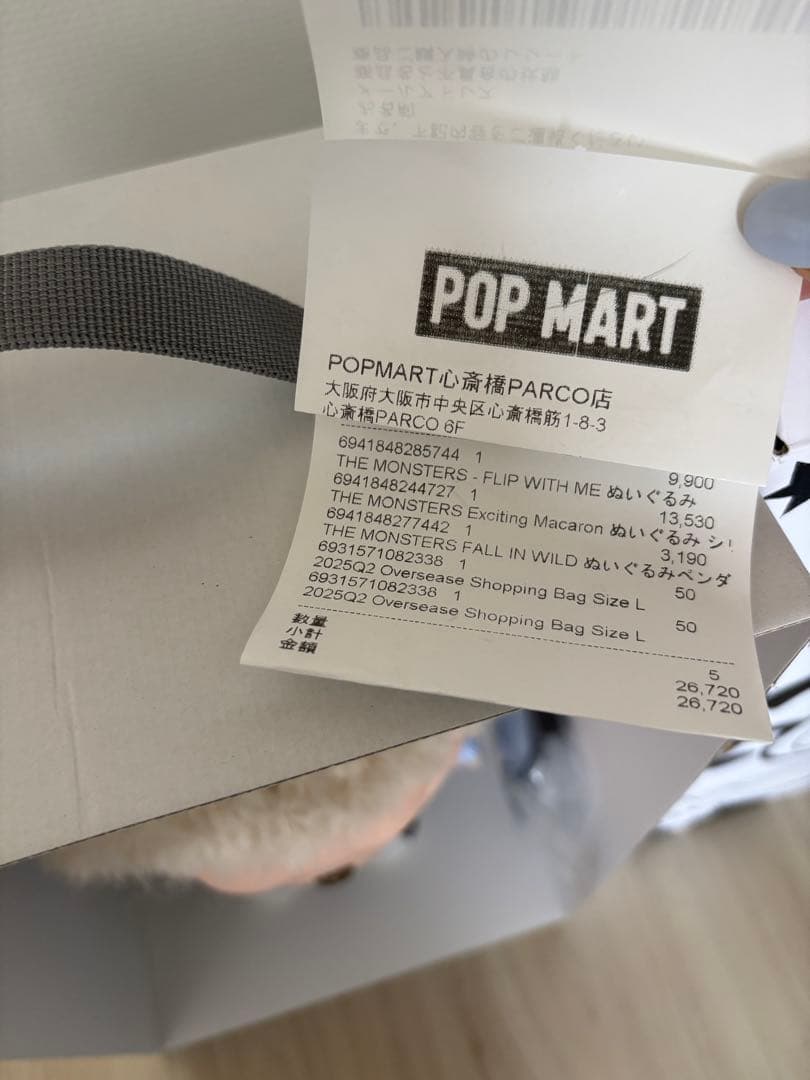 POP MART
POPMART心斎橋PARCO店
大阪府大阪市中央区心斎橋筋1-8-3
心斎橋PARCO 6F
6941848285744 1 9,900
THE MONSTERS - FLIP WITH ME ぬいぐるみ
6941848244727 1 13,530
THE MONSTERS Exciting Macaron ぬいぐるみ シ
6941848277442 1 3,190
THE MONSTERS FALL IN WILD ぬいぐるみペンダ
6931571082338 1 50
2025Q2 Oversease Shopping Bag Size L
6931571082338 1 50
2025Q2 Oversease Shopping Bag Size L
数量 5
小計 26,720
金額 26,720